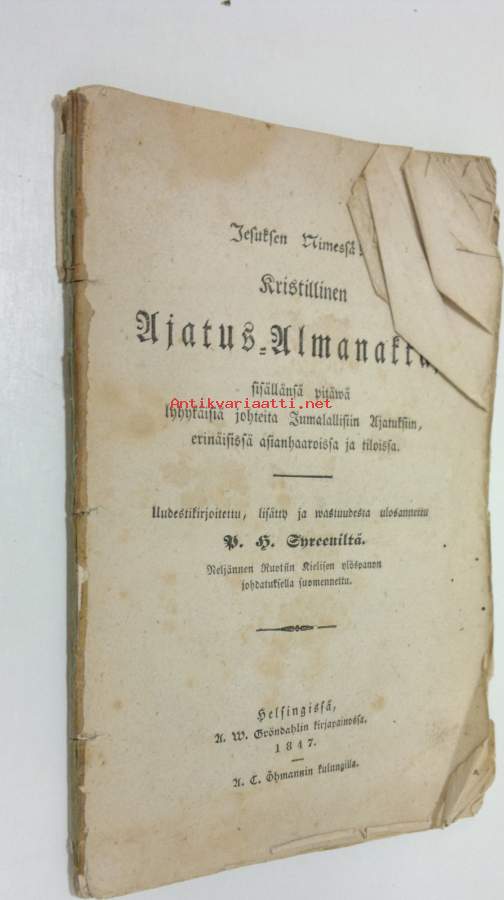 Jesuksen Nimessä!
Kristillinen
Ajatus-Almanakka,
sisällänsä pitäwä
Antikvariaatti.net
lyhykäisiä johteita Jumalallisiin Ajatuksiin,
erinäisissä asianhaaroissa ja tiloissa.
Uudestikirjoitettu, lisätty ja wastuudesta ulosannettu
P. H. Syreeniltä.
Neljännen Ruotsin Kielisen ylöspanon
johdatuksella suomennettu.
Helsingissä,
A. W. Gröndahlin kirjapainossa.
1847.
A. C. Öhmannin kulungilla.